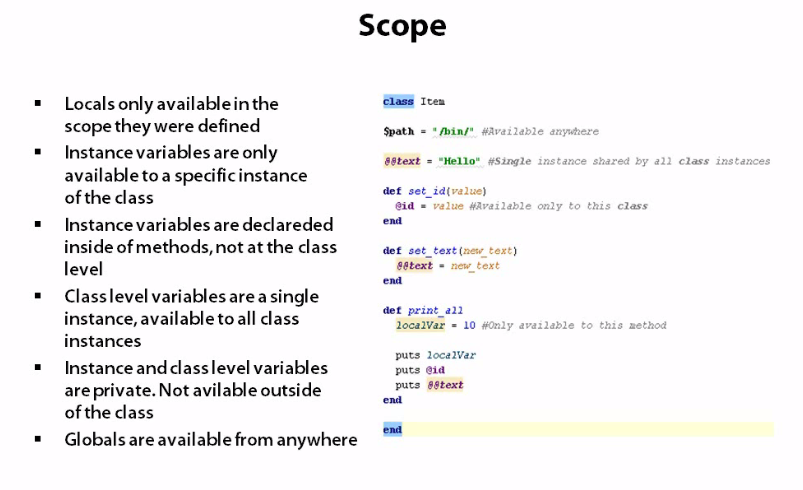 Scope
▪ Locals only available in the
scope they were defined
▪ Instance variables are only
available to a specific instance
of the class
▪ Instance variables are declareded
inside of methods, not at the class
level
▪ Class level variables are a single
instance, available to all class
instances
▪ Instance and class level variables
are private. Not avilable outside
of the class
▪ Globals are available from anywhere
class Item
$path = "/bin/" #Available anywhere
@@text = "Hello" #Single instance shared by all class instances
def set_id(value)
@id = value #Available only to this class
end
def set_text(new_text)
@@text = new_text
end
def print_all
localVar = 10 #Only available to this method
puts localVar
puts @id
puts @@text
end
end